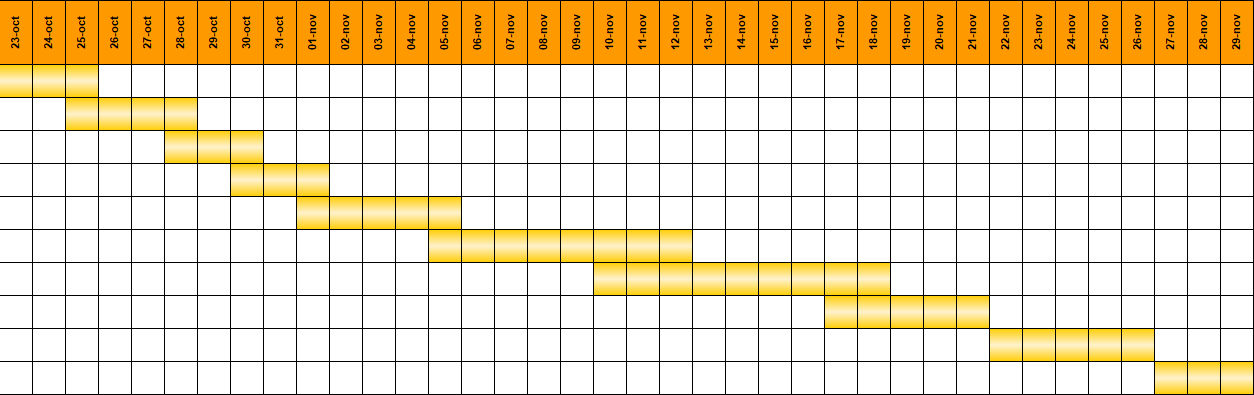 23-oct
24-oct
25-oct
26-oct
27-oct
28-oct
29-oct
30-oct
31-oct
01-nov
02-nov
03-nov
04-nov
05-nov
06-nov
07-nov
08-nov
09-nov
10-nov
11-nov
12-nov
13-nov
14-nov
15-nov
16-nov
17-nov
18-nov
19-nov
20-nov
21-nov
22-nov
23-nov
24-nov
25-nov
26-nov
27-nov
28-nov
29-nov